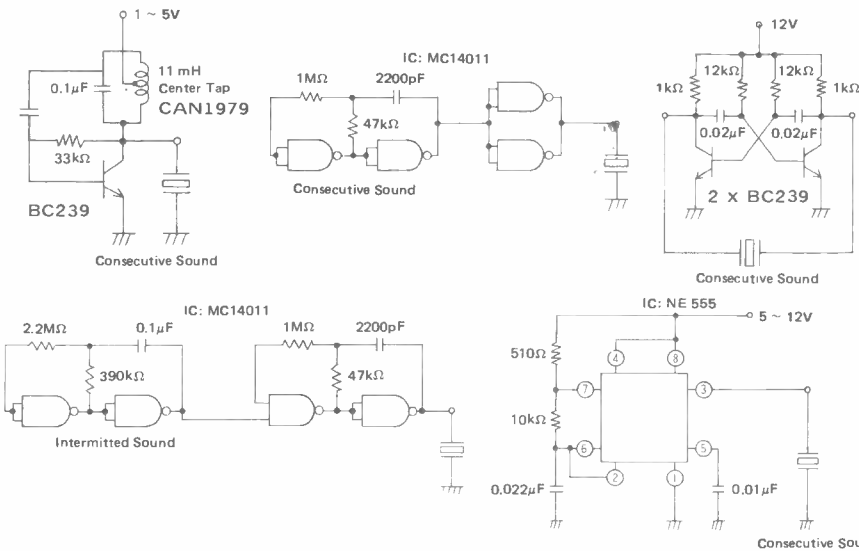 1 ~ 5V
11 mH
Center Tap
CAN1979
0.1µF
33kΩ
BC239
Consecutive Sound
IC: MC14011
1MΩ
2200pF
47kΩ
Consecutive Sound
12V
12kΩ 12kΩ
1kΩ
1kΩ
0.02µF 0.02µF
2 x BC239
Consecutive Sound
IC: MC14011
2.2MΩ
0.1µF
1MΩ
2200pF
390kΩ
47kΩ
Intermitted Sound
IC: NE 555
5 ~ 12V
510Ω
4
8
7
3
10kΩ
6
5
2
1
0.022µF
0.01µF
Consecutive Sou